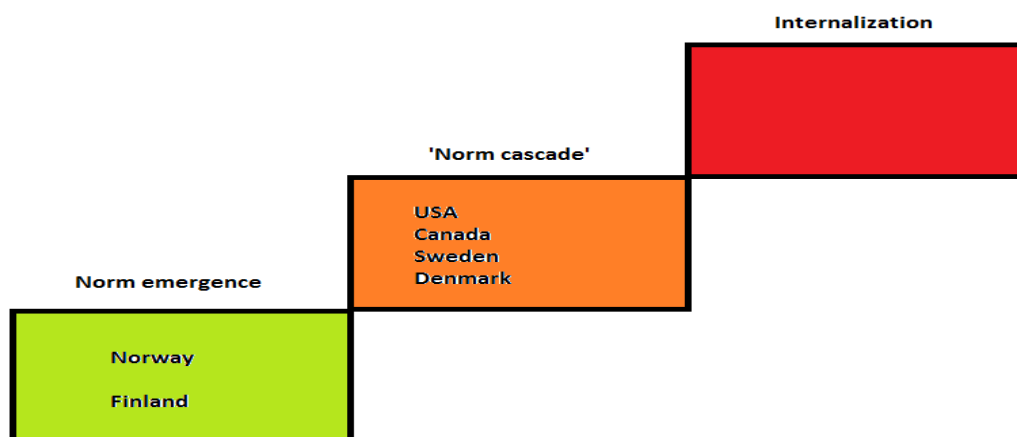 Internalization
'Norm cascade'
USA
Canada
Sweden
Denmark
Norm emergence
Norway
Finland